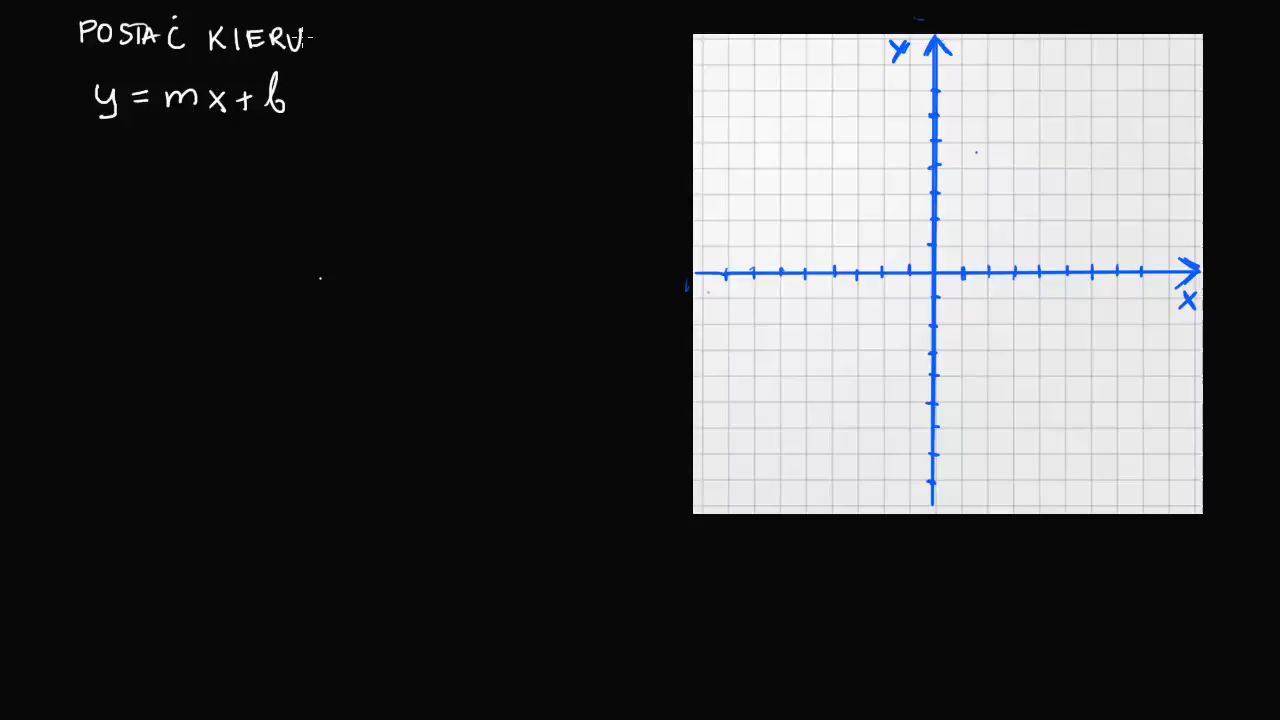 POSTAĆ KIERU
y = mx + b
y
x